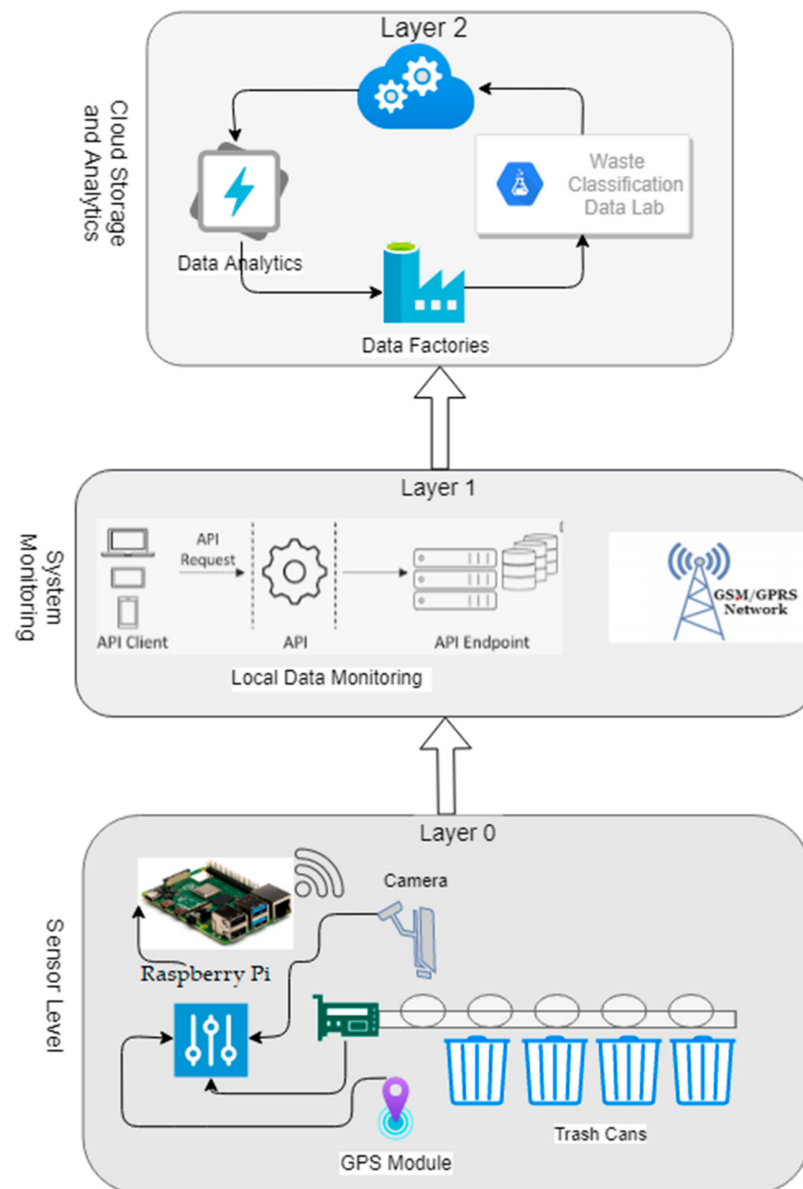 Layer 2
Cloud Storage
and Analytics
Waste
Classification
Data Lab
Data Analytics
Data Factories
Layer 1
System
Monitoring
API
Request
GSM/GPRS
Network
API Client
API
API Endpoint
Local Data Monitoring
Layer 0
Sensor Level
Camera
Raspberry Pi
Trash Cans
GPS Module